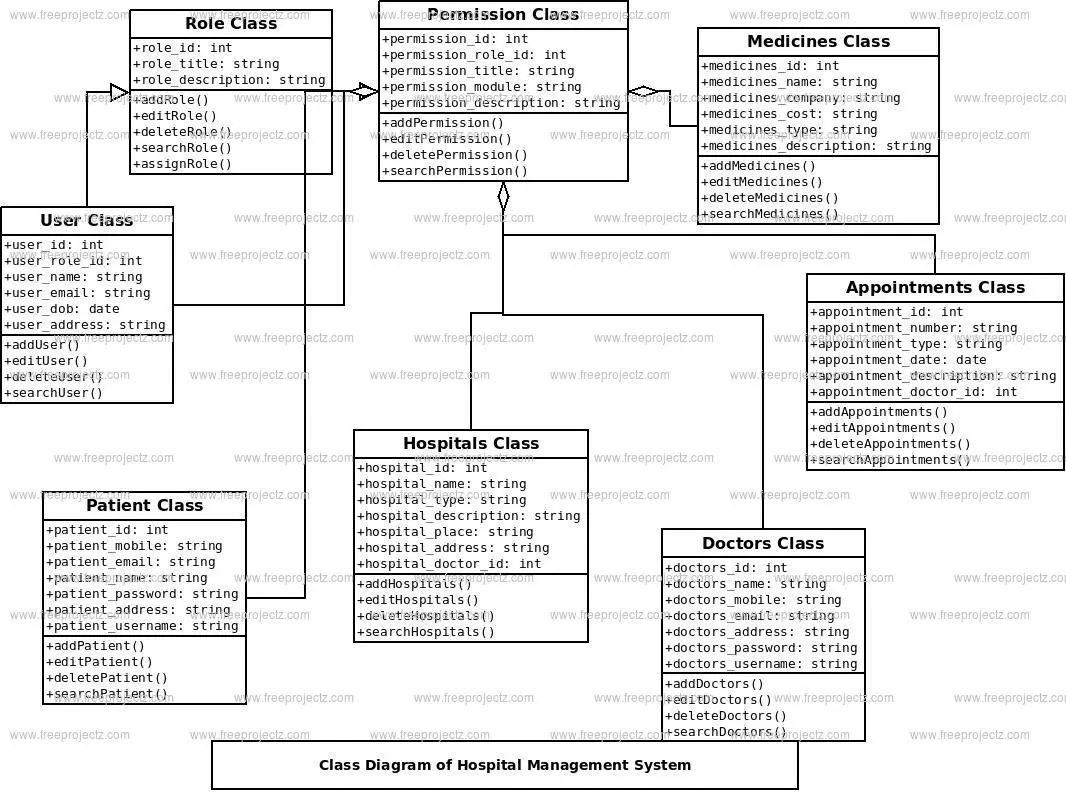 Role Class
+role_id: int
+role_title: string
+role_description: string
+addRole()
+editRole()
+deleteRole()
+searchRole()
+assignRole()
Permission Class
+permission_id: int
+permission_role_id: int
+permission_title: string
+permission_module: string
+permission_description: string
+addPermission()
+editPermission()
+deletePermission()
+searchPermission()
Medicines Class
+medicines_id: int
+medicines_name: string
+medicines_company: string
+medicines_cost: string
+medicines_type: string
+medicines_description: string
+addMedicines()
+editMedicines()
+deleteMedicines()
+searchMedicines()
User Class
+user_id: int
+user_role_id: int
+user_name: string
+user_email: string
+user_dob: date
+user_address: string
+addUser()
+editUser()
+deleteUser()
+searchUser()
Appointments Class
+appointment_id: int
+appointment_number: string
+appointment_type: string
+appointment_date: date
+appointment_description: string
+appointment_doctor_id: int
+addAppointments()
+editAppointments()
+deleteAppointments()
+searchAppointments()
Hospitals Class
+hospital_id: int
+hospital_name: string
+hospital_type: string
+hospital_description: string
+hospital_place: string
+hospital_address: string
+hospital_doctor_id: int
+addHospitals()
+editHospitals()
+deleteHospitals()
+searchHospitals()
Patient Class
+patient_id: int
+patient_mobile: string
+patient_email: string
+patient_name: string
+patient_password: string
+patient_address: string
+patient_username: string
+addPatient()
+editPatient()
+deletePatient()
+searchPatient()
Doctors Class
+doctors_id: int
+doctors_name: string
+doctors_mobile: string
+doctors_email: string
+doctors_address: string
+doctors_password: string
+doctors_username: string
+addDoctors()
+editDoctors()
+deleteDoctors()
+searchDoctors()
Class Diagram of Hospital Management System
www.freeprojectz.com